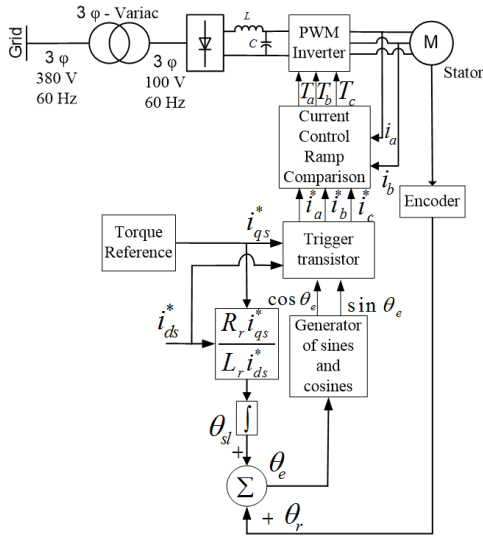 Grid
3 φ
380 V
60 Hz
3 φ - Variac
3 φ
100 V
60 Hz
L
C
PWM
Inverter
M
Stator
T_a T_b T_c
Current
Control
Ramp
Comparison
i_a
i_b
Encoder
i_a^* i_b^* i_c^*
Torque
Reference
i_qs^*
Trigger
transistor
i_ds^*
cos θ_e
sin θ_e
R_r i_qs^*
L_r i_ds^*
Generator
of sines
and
cosines
∫
θ_sl
+
Σ
θ_e
+ θ_r